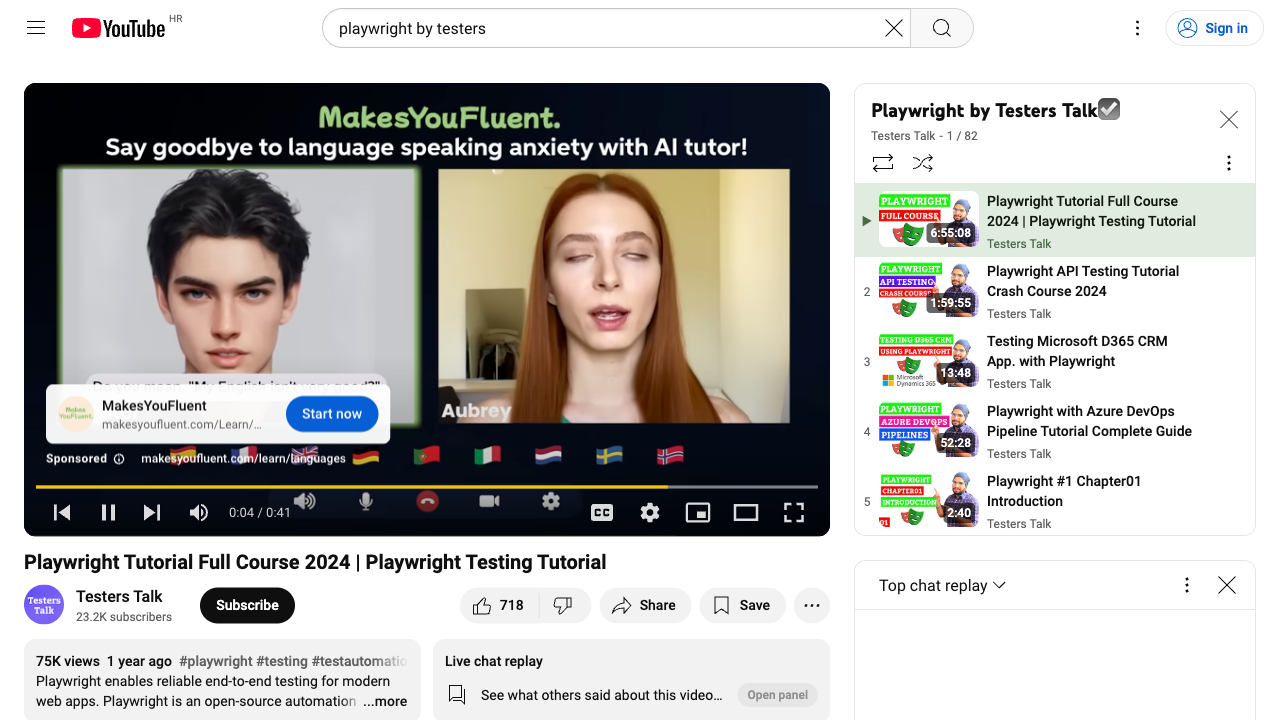 YouTube HR
playwright by testers
Sign in
MakesYouFluent.
Say goodbye to language speaking anxiety with AI tutor!
Do you mean, "My English isn't very good?"
MakesYouFluent
makesyoufluent.com/Learn/...
Start now
Aubrey
Sponsored
makesyoufluent.com/learn/languages
0:04 / 0:41
CC
Playwright Tutorial Full Course 2024 | Playwright Testing Tutorial
Testers Talk
Testers Talk
23.2K subscribers
Subscribe
718
Share
Save
75K views 1 year ago #playwright #testing #testautomatio
Playwright enables reliable end-to-end testing for modern
web apps. Playwright is an open-source automation ...more
Live chat replay
See what others said about this video...
Open panel
Playwright by Testers Talk☑
Testers Talk - 1 / 82
PLAYWRIGHT
FULL COURSE
6:55:08
Playwright Tutorial Full Course
2024 | Playwright Testing Tutorial
Testers Talk
2
PLAYWRIGHT
API TESTING
CRASH COURSE
1:59:55
Playwright API Testing Tutorial
Crash Course 2024
Testers Talk
3
TESTING D365 CRM
USING PLAYWRIGHT
Microsoft
Dynamics 365
13:48
Testing Microsoft D365 CRM
App. with Playwright
Testers Talk
4
PLAYWRIGHT
AZURE DEVOPS
PIPELINES
52:28
Playwright with Azure DevOps
Pipeline Tutorial Complete Guide
Testers Talk
5
PLAYWRIGHT
CHAPTER01
INTRODUCTION
01
2:40
Playwright #1 Chapter01
Introduction
Testers Talk
Top chat replay